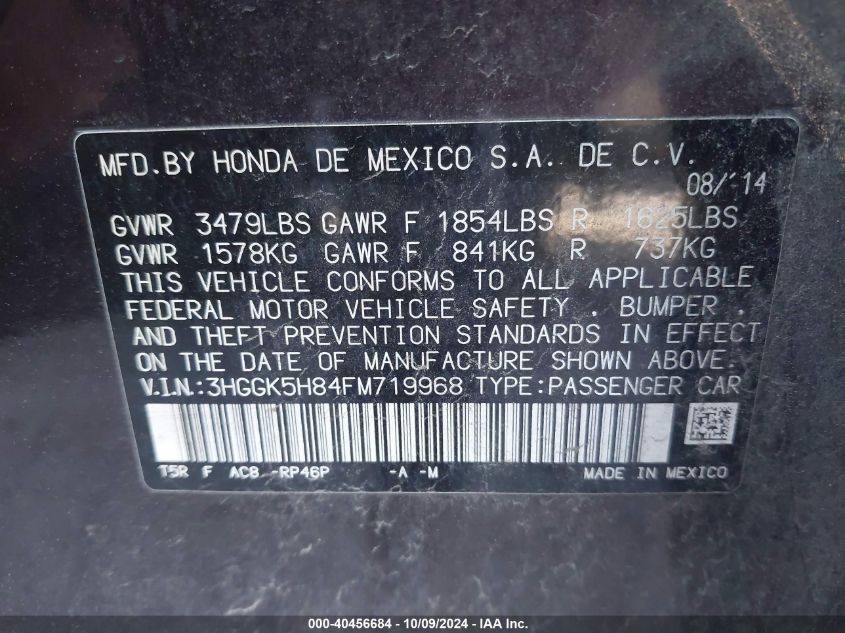 MFD.BY HONDA DE MEXICO S.A. DE C.V.
08/'14
GVWR 3479LBS GAWR F 1854LBS R 1625LBS
GVWR 1578KG GAWR F 841KG R 737KG
THIS VEHICLE CONFORMS TO ALL APPLICABLE
FEDERAL MOTOR VEHICLE SAFETY , BUMPER ,
AND THEFT PREVENTION STANDARDS IN EFFECT
ON THE DATE OF MANUFACTURE SHOWN ABOVE.
V.I.N.:3HGGK5H84FM719968 TYPE:PASSENGER CAR
T5R F AC8 -RP46P -A -M MADE IN MEXICO
000-40456684 | 10/09/2024 - IAA Inc.